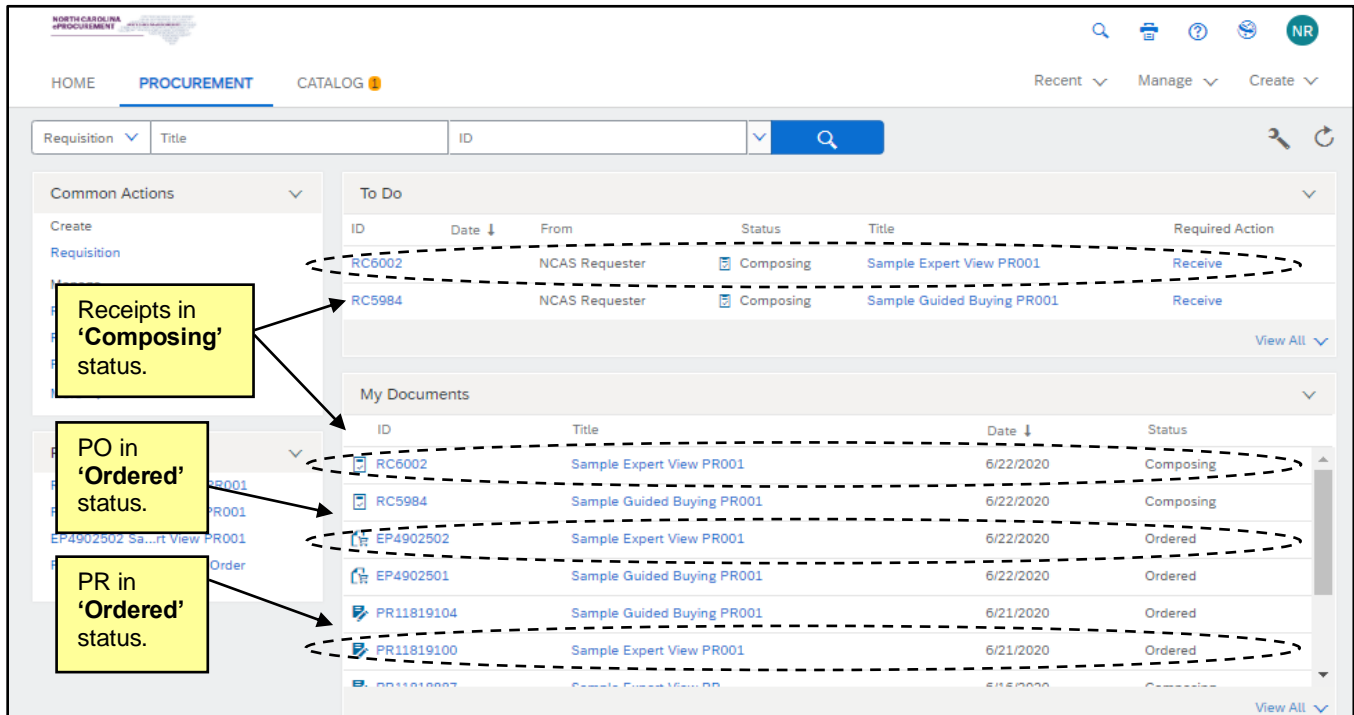 NORTH CAROLINA
ePROCUREMENT
NR
HOME PROCUREMENT CATALOG 1 Recent Manage Create
Requisition Title ID
Common Actions
Create
Requisition
To Do
ID Date From Status Title Required Action
RC6002 NCAS Requester Composing Sample Expert View PR001 Receive
RC5984 NCAS Requester Composing Sample Guided Buying PR001 Receive
View All
Receipts in
‘Composing’
status.
My Documents
ID Title Date Status
RC6002 Sample Expert View PR001 6/22/2020 Composing
RC5984 Sample Guided Buying PR001 6/22/2020 Composing
EP4902502 Sample Expert View PR001 6/22/2020 Ordered
EP4902501 Sample Guided Buying PR001 6/22/2020 Ordered
PR11819104 Sample Guided Buying PR001 6/21/2020 Ordered
PR11819100 Sample Expert View PR001 6/21/2020 Ordered
View All
PO in
‘Ordered’
status.
PR001
PR001
EP4902502 Sa...rt View PR001
Order
PR in
‘Ordered’
status.